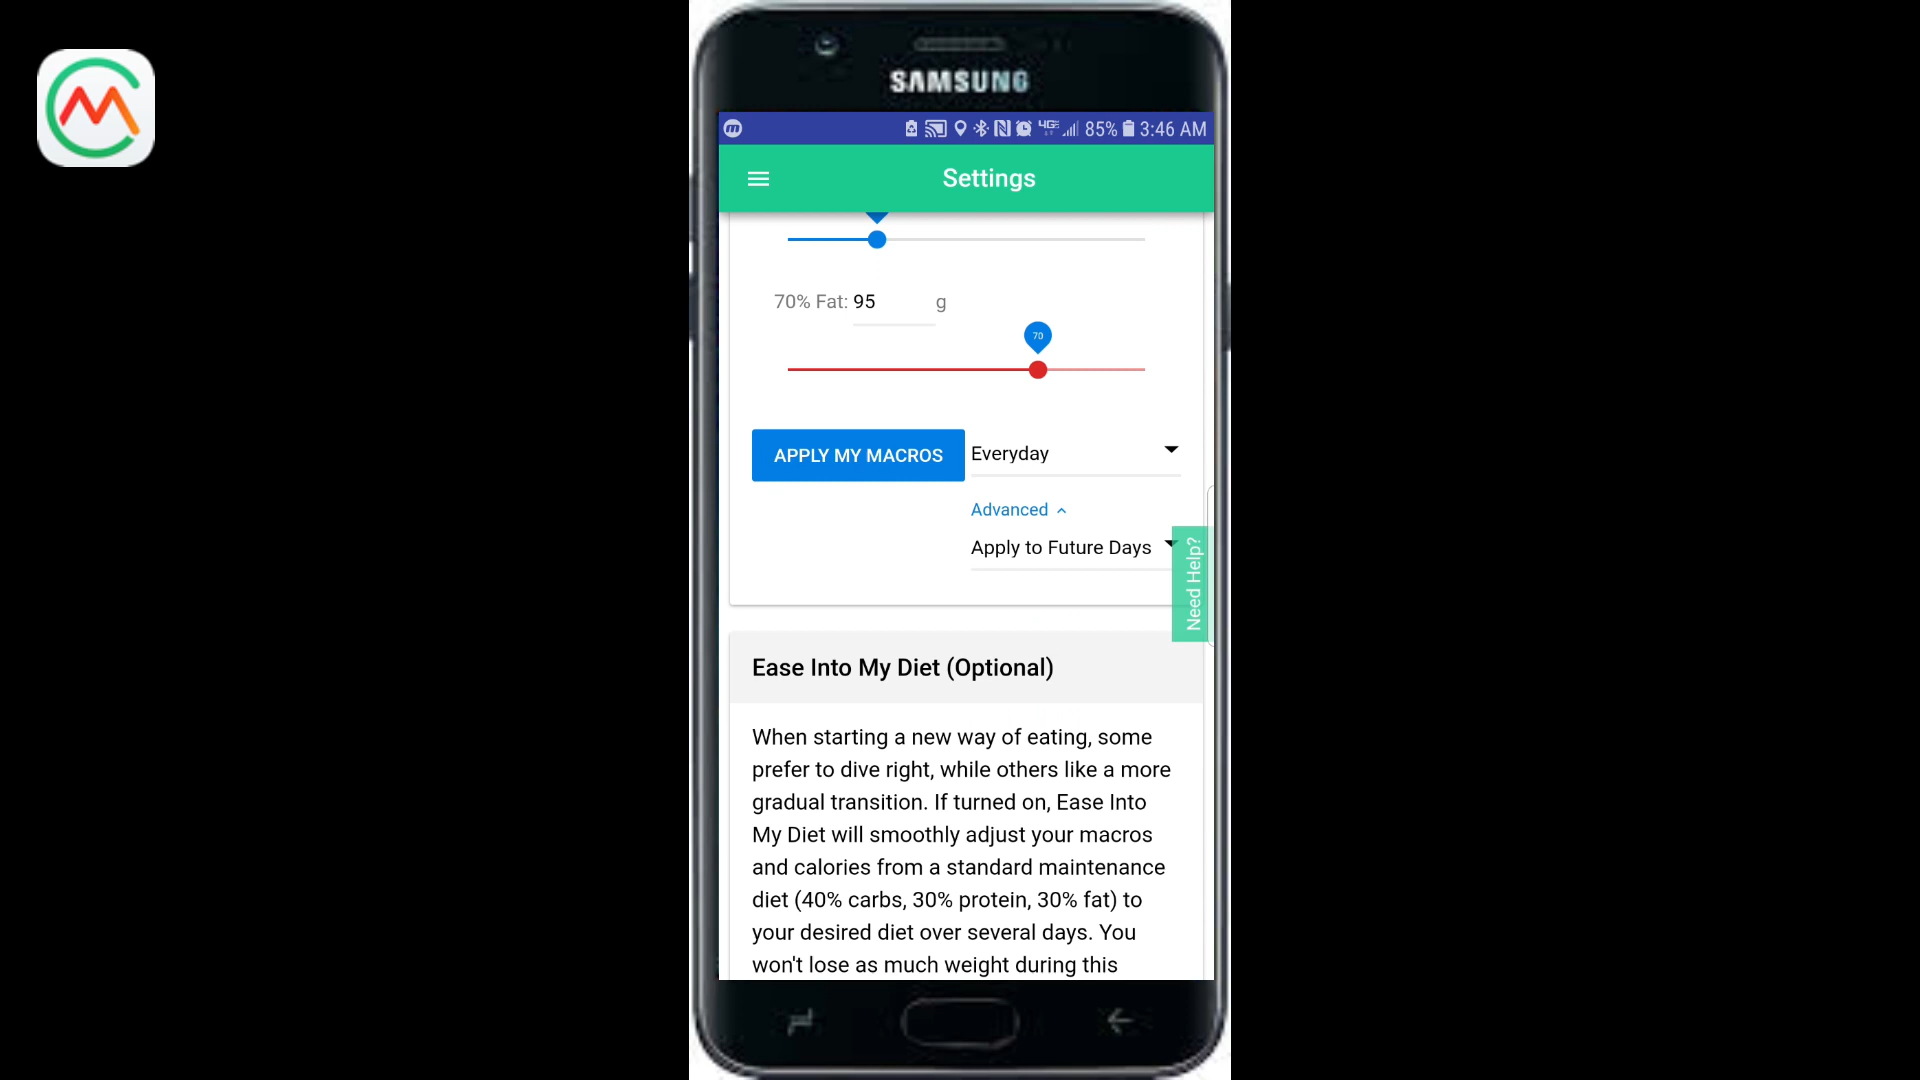 SAMSUNG
85% 3:46 AM
Settings
70% Fat: 95 g
70
APPLY MY MACROS
Everyday
Advanced
Apply to Future Days
Need Help?
Ease Into My Diet (Optional)
When starting a new way of eating, some
prefer to dive right, while others like a more
gradual transition. If turned on, Ease Into
My Diet will smoothly adjust your macros
and calories from a standard maintenance
diet (40% carbs, 30% protein, 30% fat) to
your desired diet over several days. You
won't lose as much weight during this